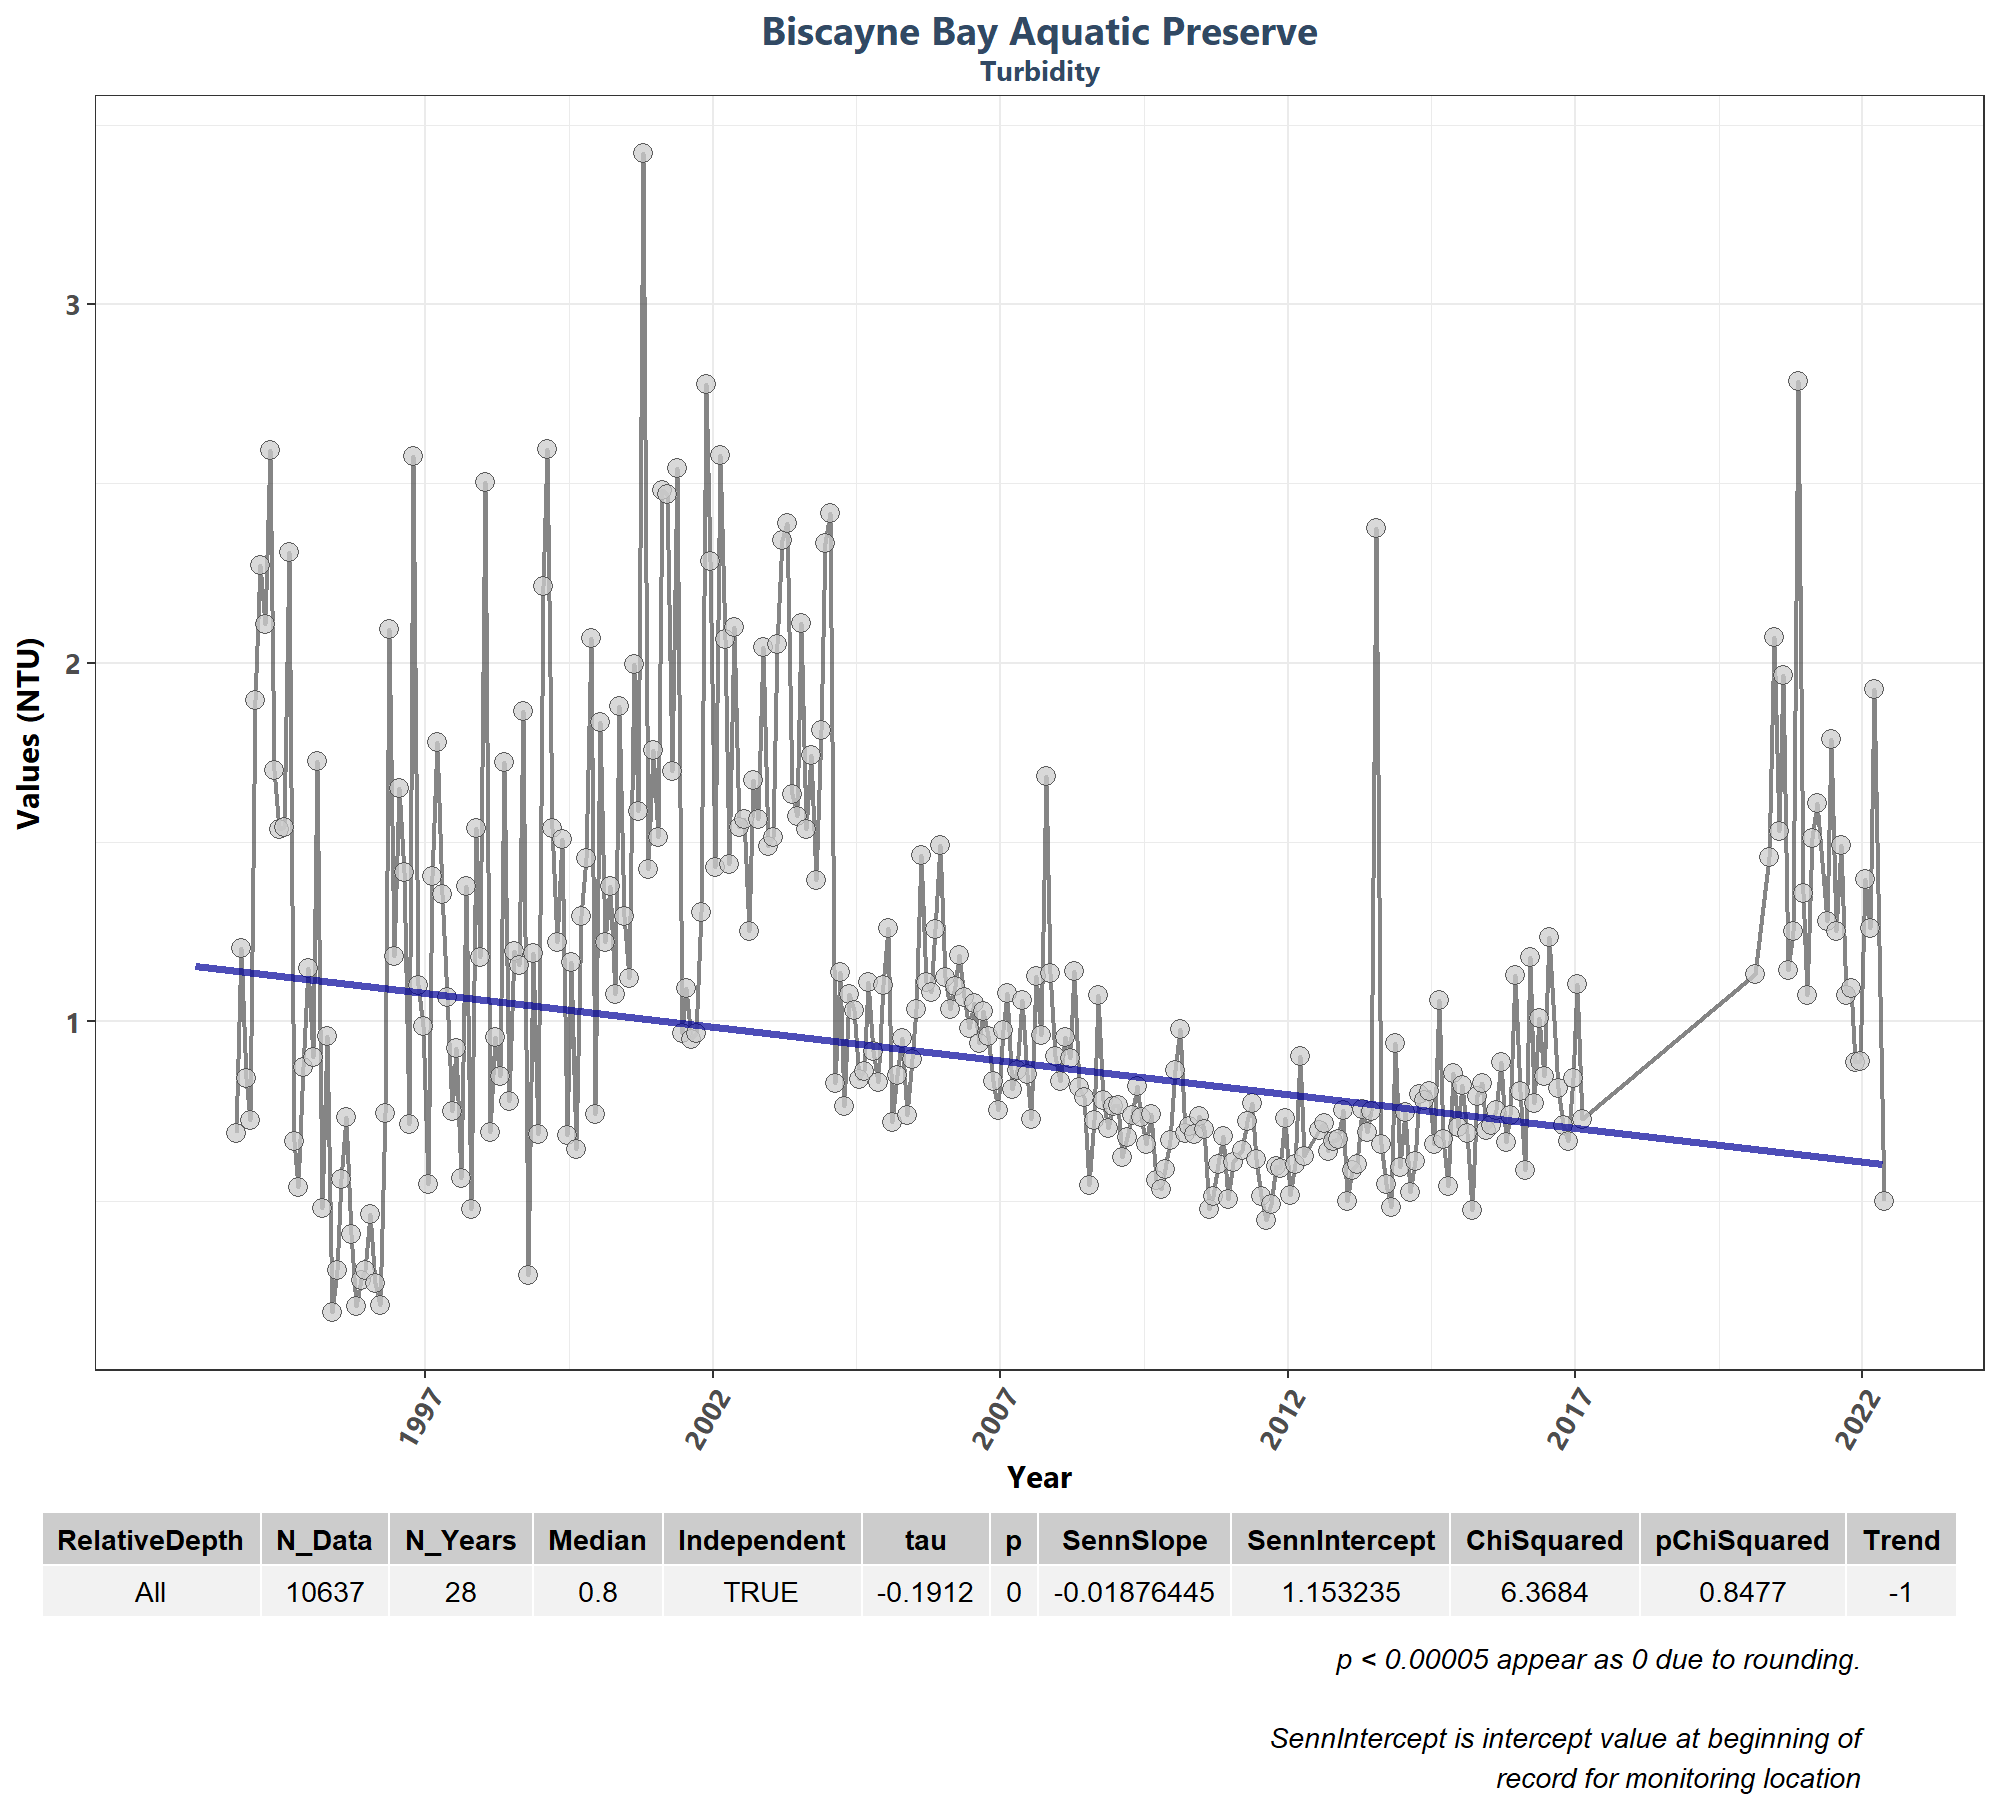 Biscayne Bay Aquatic Preserve
Turbidity
Values (NTU)
3
2
1
1997 2002 2007 2012 2017 2022
Year
RelativeDepth N_Data N_Years Median Independent tau p SennSlope SennIntercept ChiSquared pChiSquared Trend
All 10637 28 0.8 TRUE -0.1912 0 -0.01876445 1.153235 6.3684 0.8477 -1
p < 0.00005 appear as 0 due to rounding.
SennIntercept is intercept value at beginning of
record for monitoring location